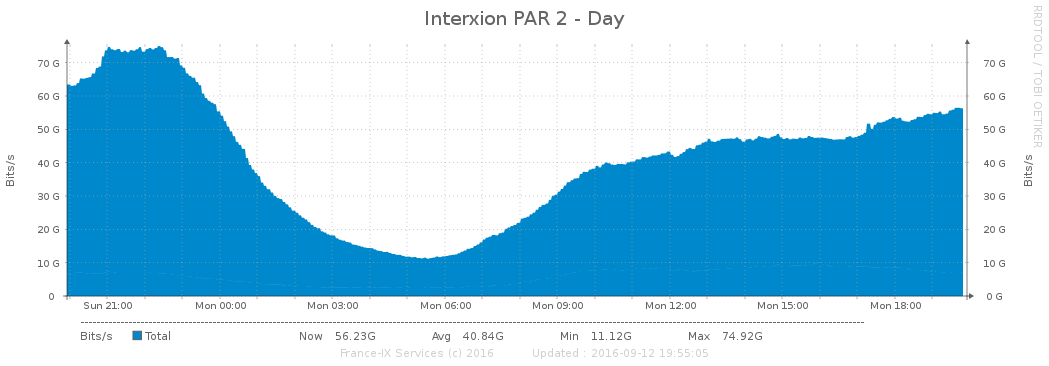 Interxion PAR 2 - Day
RRDTOOL / TOBI OETIKER
Bits/s
70 G 70 G
60 G 60 G
50 G 50 G
40 G 40 G
30 G 30 G
20 G 20 G
10 G 10 G
0 0 G
Bits/s
Sun 21:00 Mon 00:00 Mon 03:00 Mon 06:00 Mon 09:00 Mon 12:00 Mon 15:00 Mon 18:00
Bits/s Total Now 56.23G Avg 40.84G Min 11.12G Max 74.92G
France-IX Services (c) 2016 Updated : 2016-09-12 19:55:05